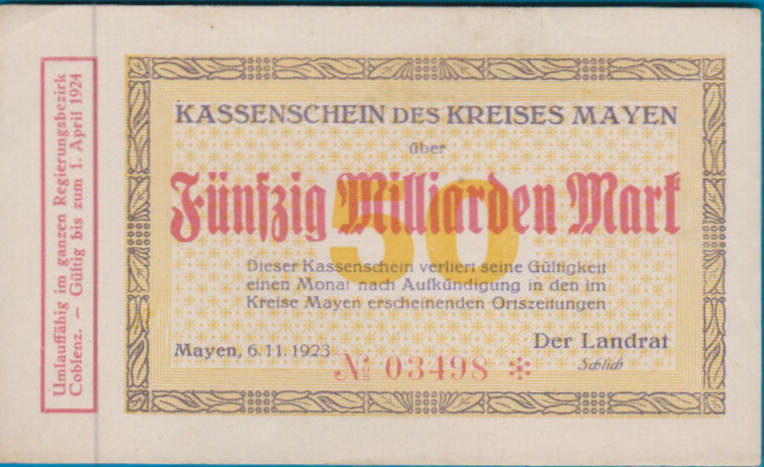 Umlauffähig im ganzen Regierungsbezirk
Coblenz. — Gültig bis zum 1. April 1924
KASSENSCHEIN DES KREISES MAYEN
über
50
Fünfzig Milliarden Mark
Dieser Kassenschein verliert seine Gültigkeit
einen Monat nach Aufkündigung in den im
Kreise Mayen erscheinenden Ortszeitungen
Mayen, 6.11.1923
Der Landrat
№ 03498 *